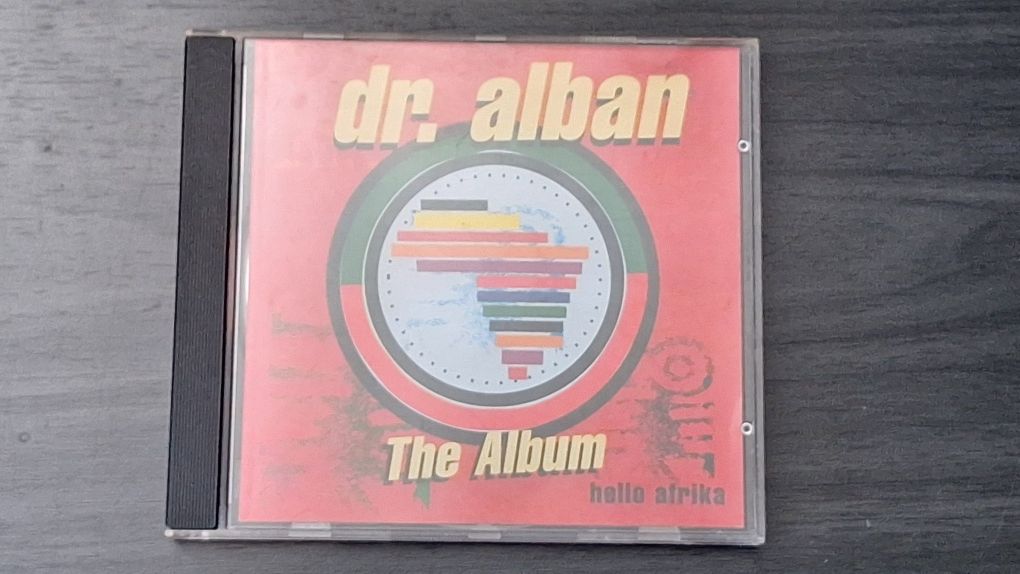 dr. alban
The Album
hello afrika